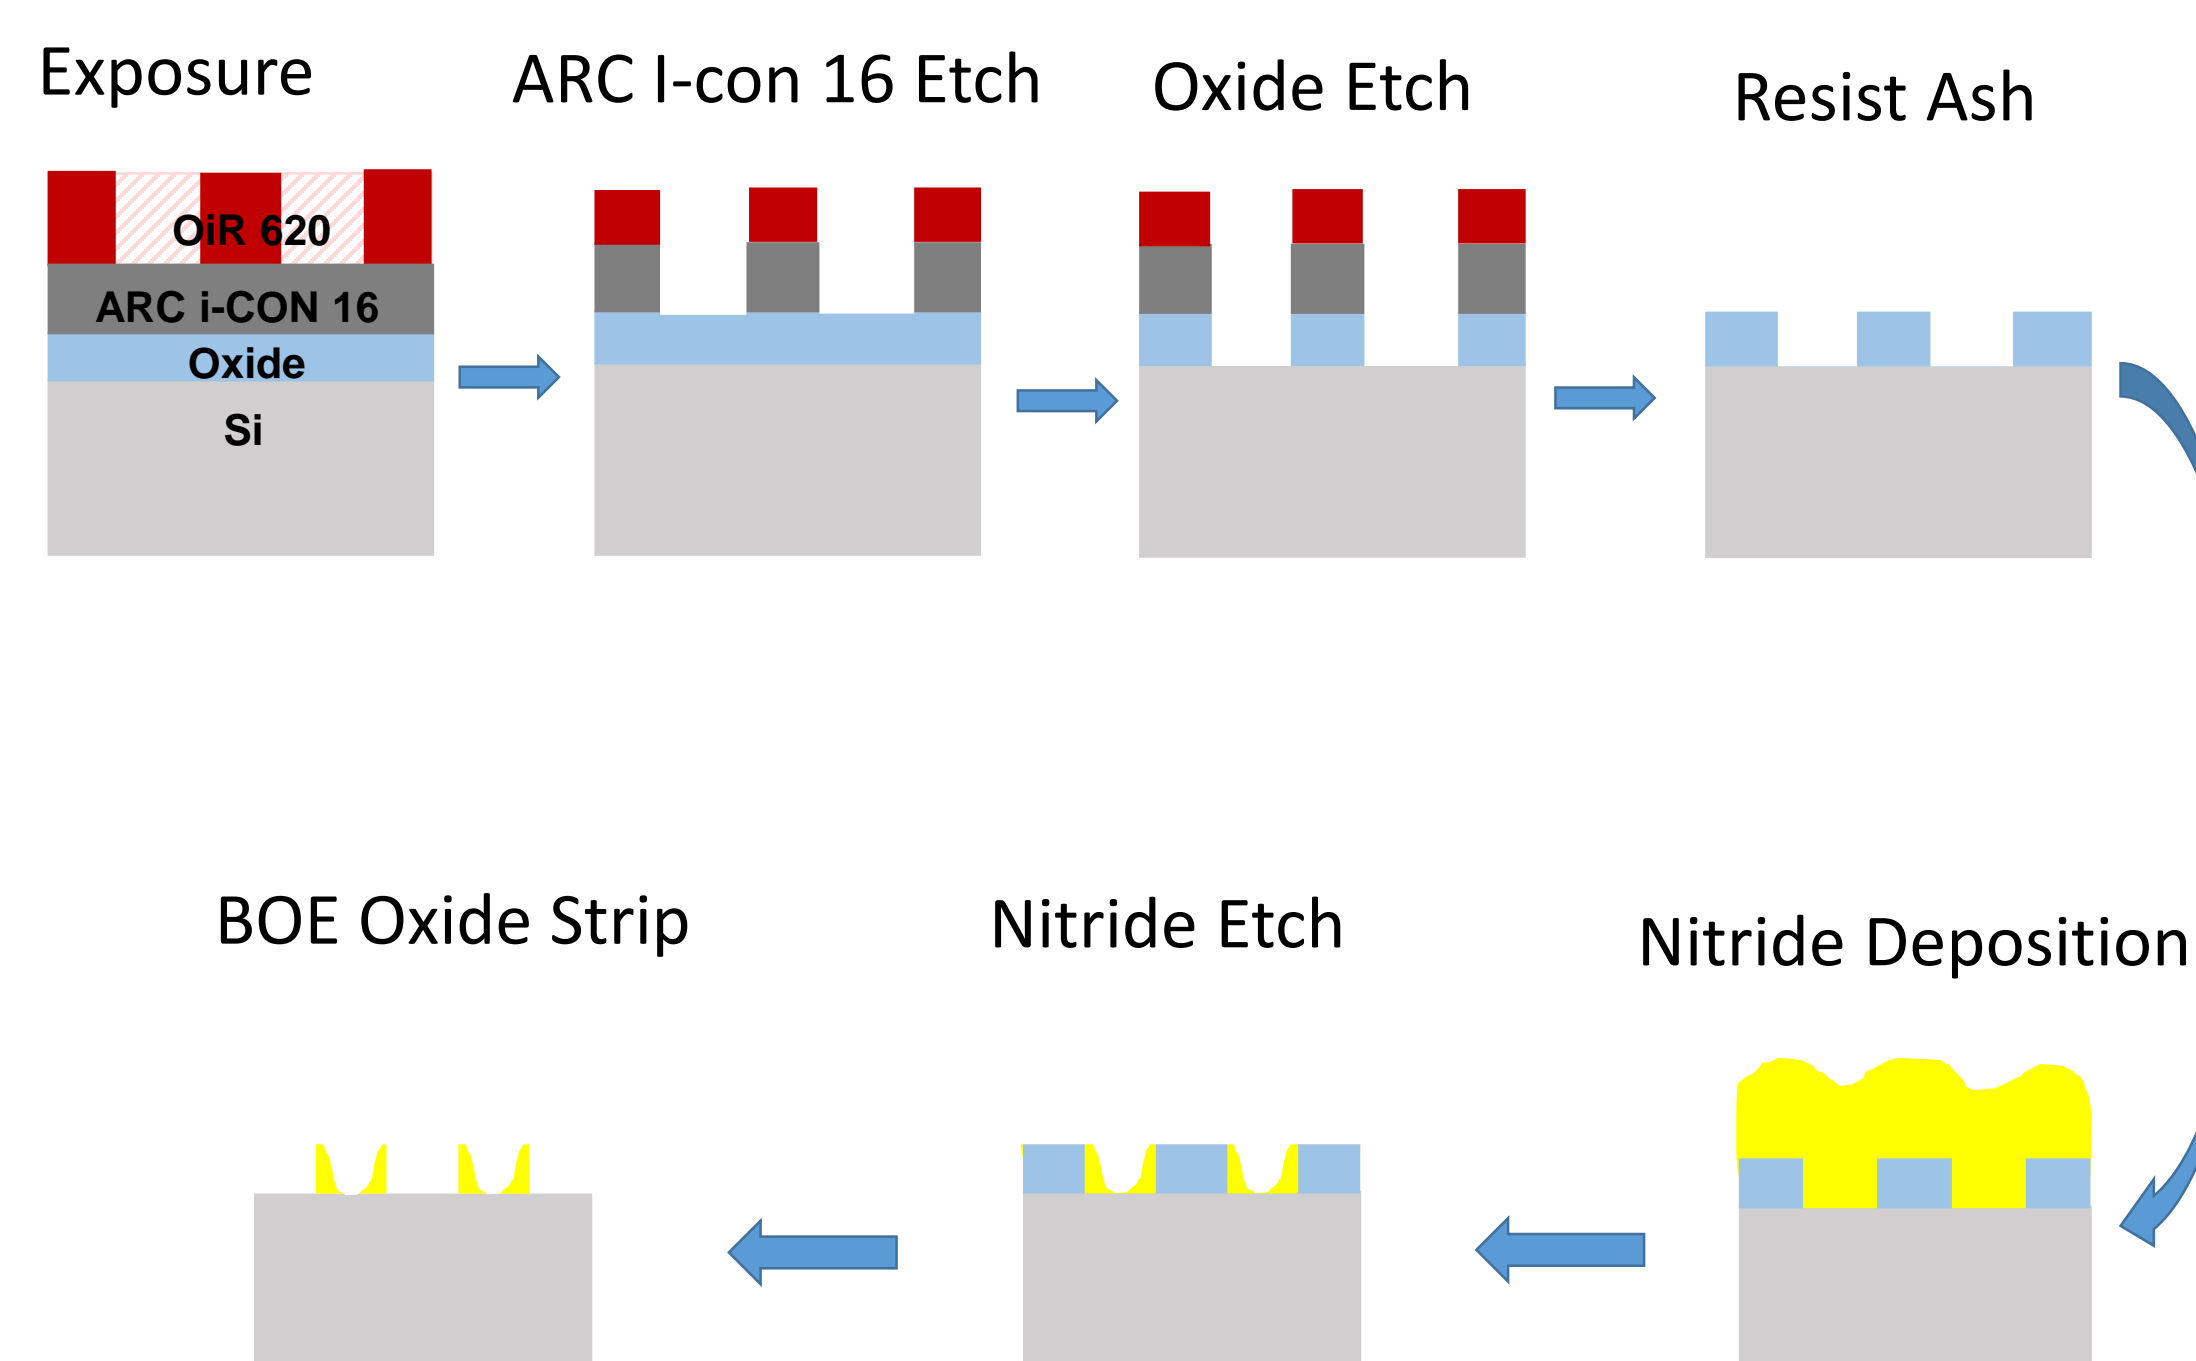 Exposure
ARC I-con 16 Etch
Oxide Etch
Resist Ash
OiR 620
ARC i-CON 16
Oxide
Si
BOE Oxide Strip
Nitride Etch
Nitride Deposition